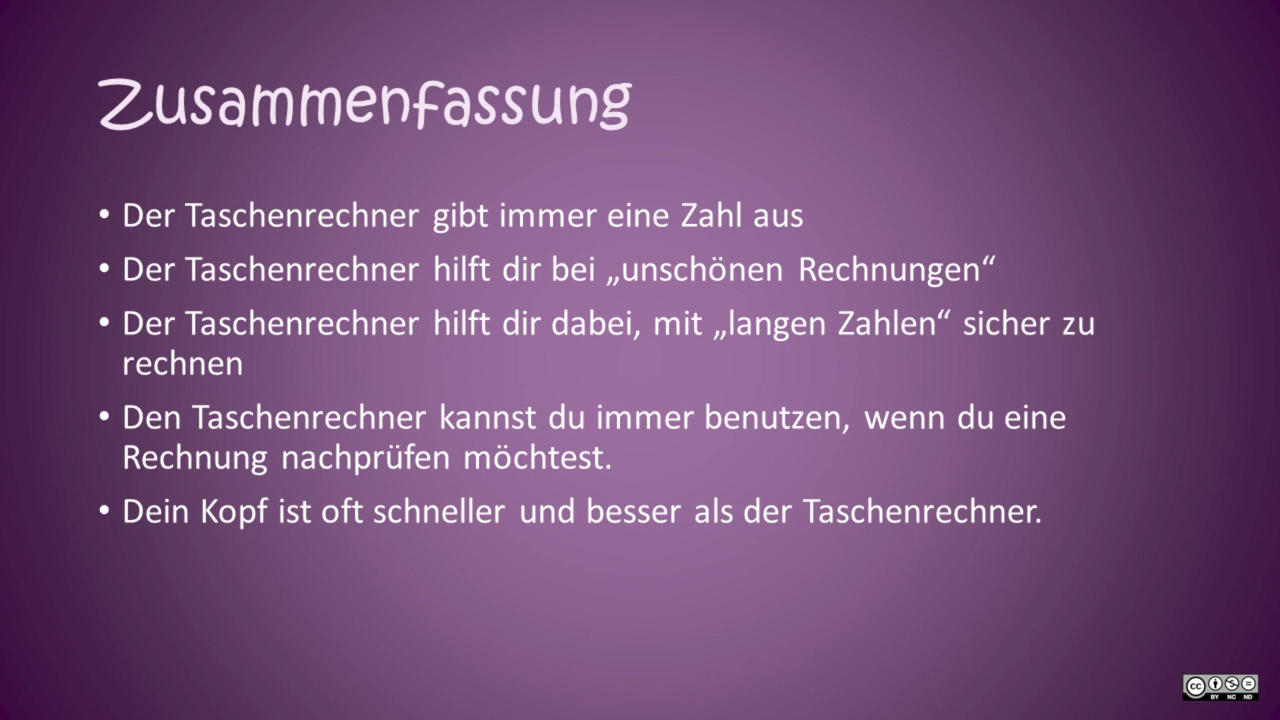 Zusammenfassung
• Der Taschenrechner gibt immer eine Zahl aus
• Der Taschenrechner hilft dir bei „unschönen Rechnungen“
• Der Taschenrechner hilft dir dabei, mit „langen Zahlen“ sicher zu
rechnen
• Den Taschenrechner kannst du immer benutzen, wenn du eine
Rechnung nachprüfen möchtest.
• Dein Kopf ist oft schneller und besser als der Taschenrechner.
cc
BY NC ND